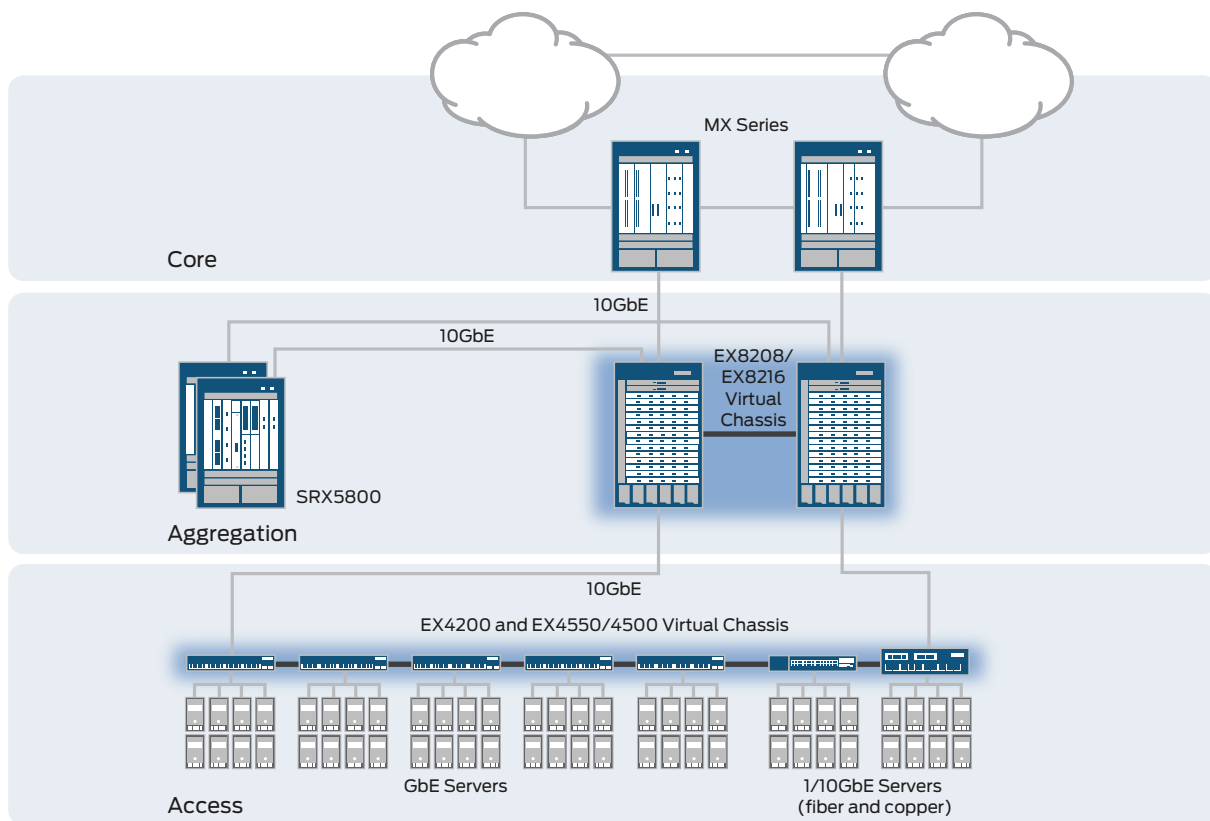 MX Series
Core
10GbE
10GbE
EX8208/
EX8216
Virtual
Chassis
SRX5800
Aggregation
10GbE
EX4200 and EX4550/4500 Virtual Chassis
GbE Servers
1/10GbE Servers
(fiber and copper)
Access